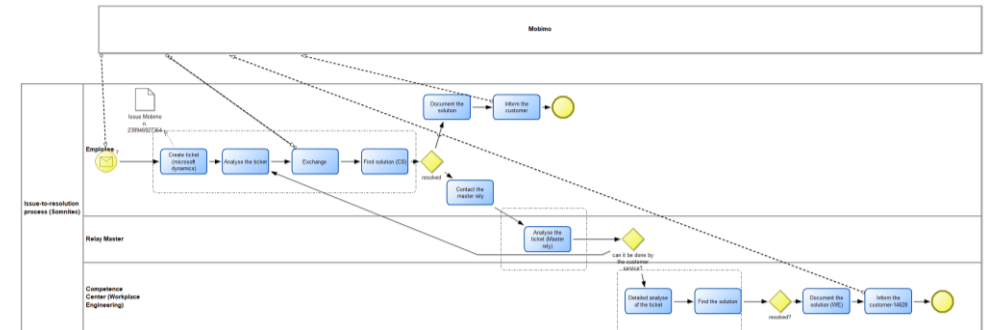 Mobimo
Issue Mobimo
n
238946927364
Employee
Create ticket
(microsoft
dynamics)
Analyse the ticket
Exchange
Find solution (CS)
resolved
Document the
solution
Inform the
customer
Contact the
master rely
Issue-to-resolution
process (Somnitec)
Relay Master
Analyse the
ticket (Master
rely)
can it be done by
the customer
service?
Competence
Center (Workplace
Engineering)
Detailed analyse
of the ticket
Find the solution
resolved?
Document the
solution (WE)
Inform the
customer-14628